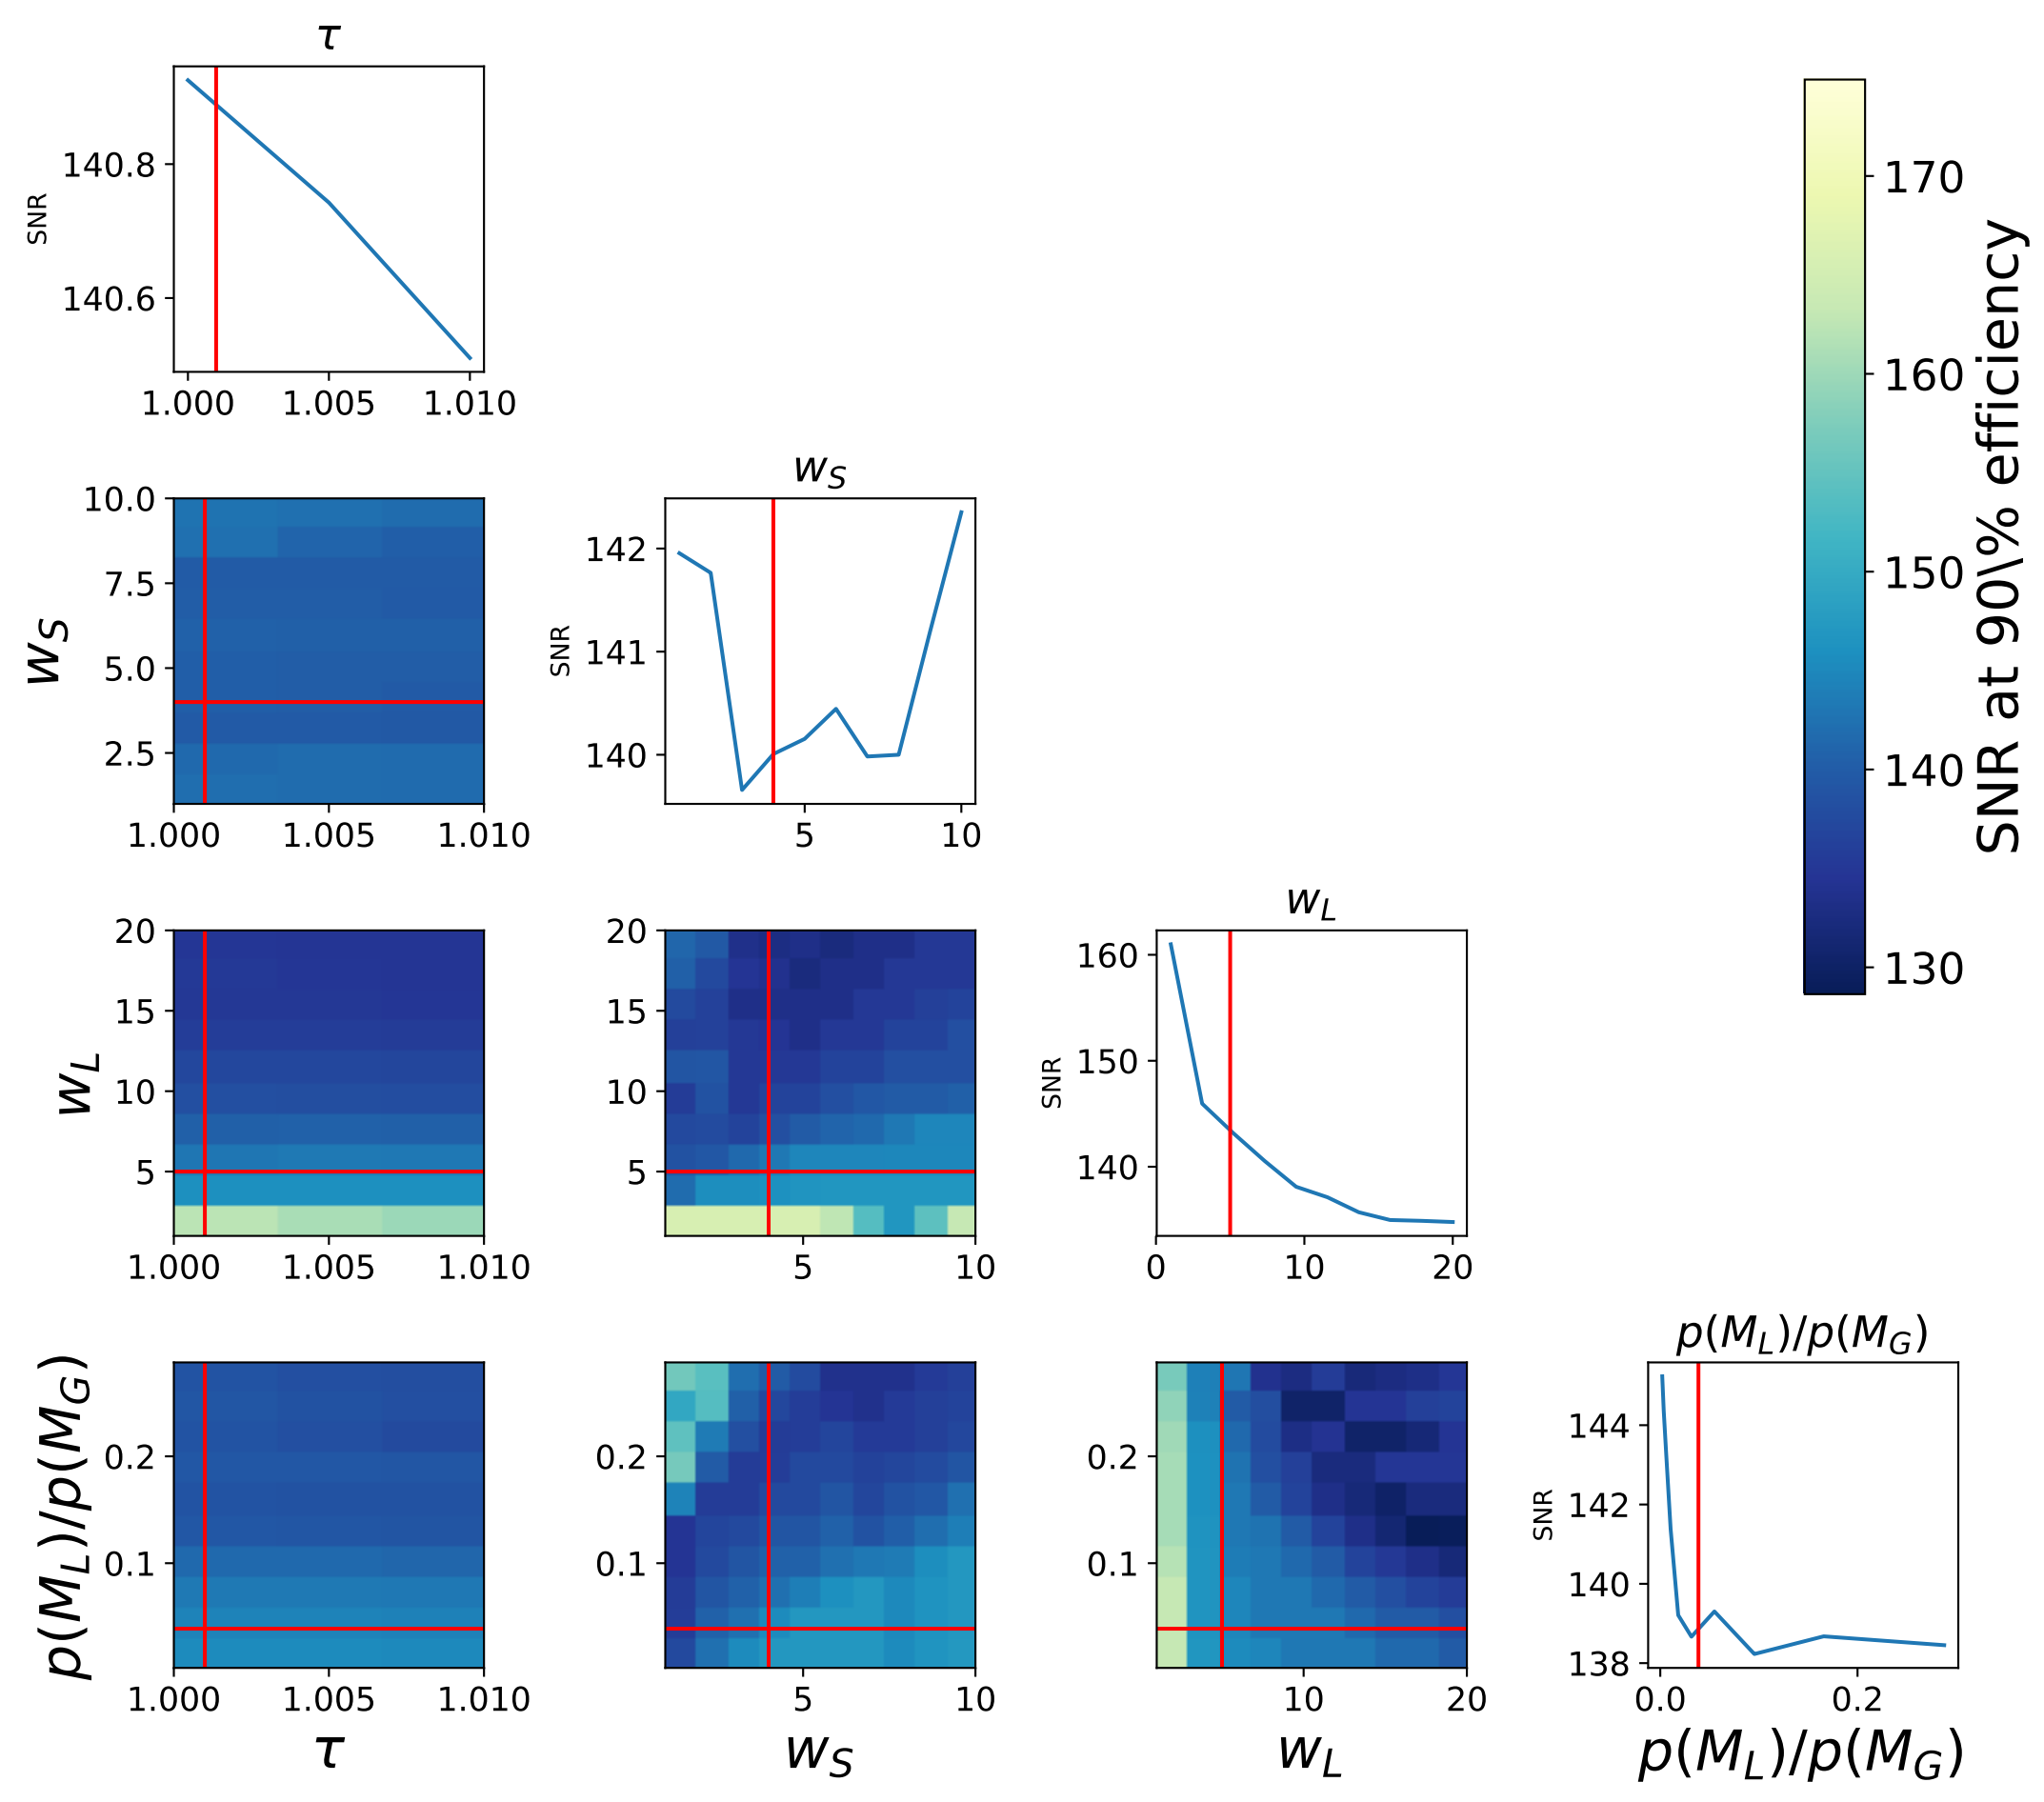 τ
SNR
140.8
140.6
1.000 1.005 1.010
w_S
10.0
7.5
5.0
2.5
1.000 1.005 1.010
w_S
SNR
142
141
140
5 10
w_L
20
15
10
5
1.000 1.005 1.010
20
15
10
5
5 10
w_L
SNR
160
150
140
0 10 20
p(M_L)/p(M_G)
0.2
0.1
1.000 1.005 1.010
τ
0.2
0.1
5 10
w_S
0.2
0.1
10 20
w_L
p(M_L)/p(M_G)
SNR
144
142
140
138
0.0 0.2
p(M_L)/p(M_G)
170
160
150
140
130
SNR at 90\% efficiency